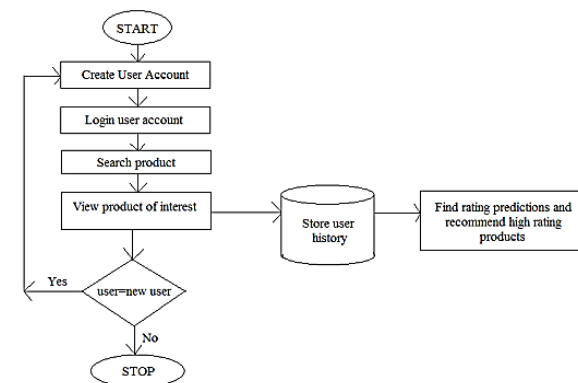 START
Create User Account
Login user account
Search product
View product of interest
Store user
history
Find rating predictions and
recommend high rating
products
Yes
user=new user
No
STOP